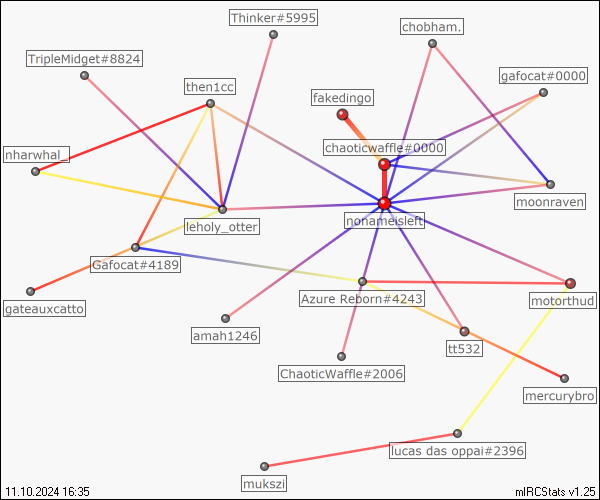 Thinker#5995
chobham.
TripleMidget#8824
gafocat#0000
then1cc
fakedingo
chaoticwaffle#0000
nharwhal_
moonraven
nonameisleft
leholy_otter
Gafocat#4189
gateauxcatto
Azure Reborn#4243
motorthud
amah1246
tt532
ChaoticWaffle#2006
mercurybro
lucas das oppai#2396
mukszi
11.10.2024 16:35
mIRCStats v1.25